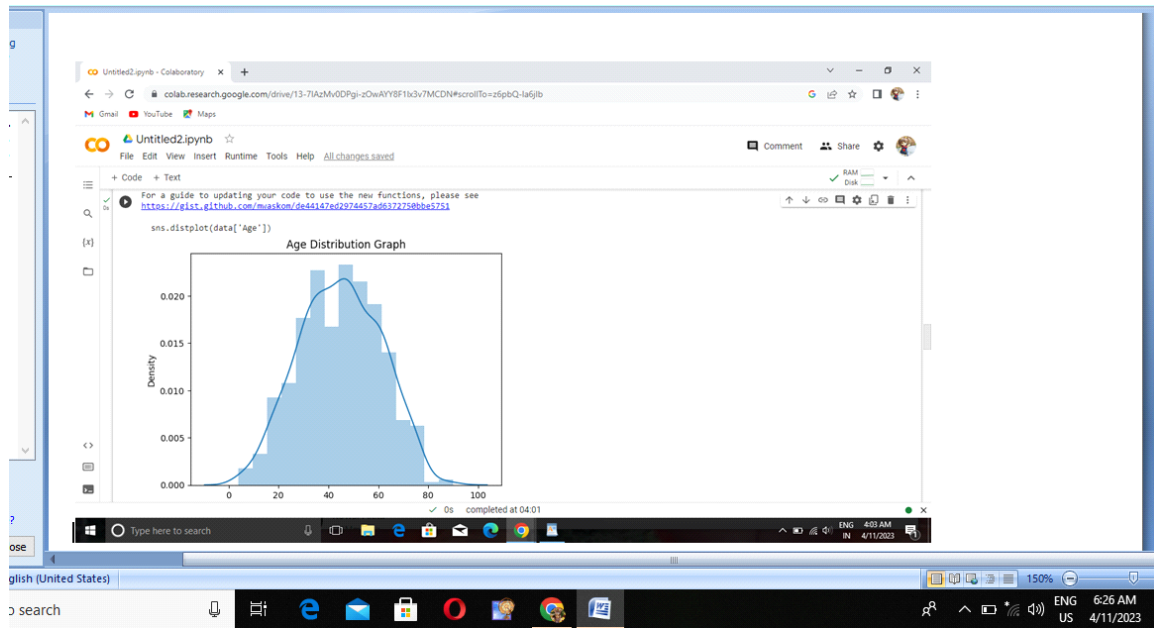 g
Untitled2.ipynb - Colaboratory
colab.research.google.com/drive/13-7IAzMv0DPgi-zOwAYY8F1lx3v7MCDN#scrollTo=z6pbQ-la6jIb
Gmail YouTube Maps
CO Untitled2.ipynb
File Edit View Insert Runtime Tools Help All changes saved
Comment Share
+ Code + Text
RAM
Disk
For a guide to updating your code to use the new functions, please see
https://gist.github.com/mwaskom/de44147ed2974457ad6372750bbe5751
0s
{x}
sns.distplot(data['Age'])
Age Distribution Graph
0.020
0.015
Density
0.010
0.005
0.000
0 20 40 60 80 100
0s completed at 04:01
?
Type here to search
ENG 4:03 AM
IN 4/11/2023
ose
glish (United States)
150%
o search
ENG 6:26 AM
US 4/11/2023